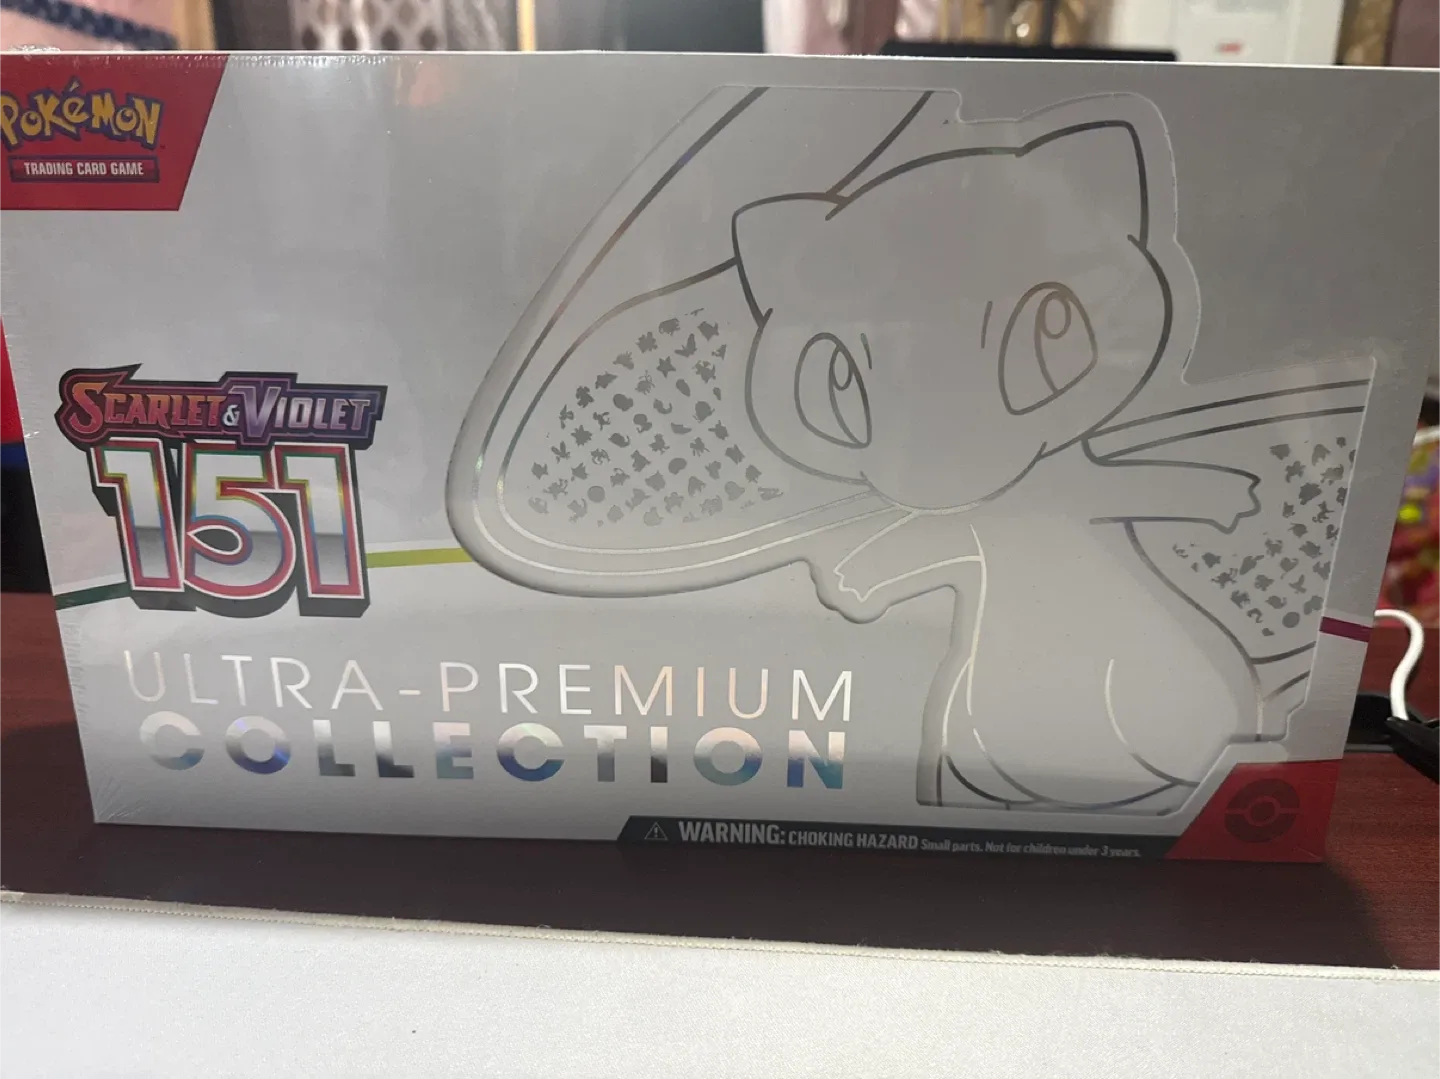 POKéMON
TRADING CARD GAME
SCARLET & VIOLET
151
ULTRA-PREMIUM
COLLECTION
WARNING: CHOKING HAZARD Small parts. Not for children under 3 years.